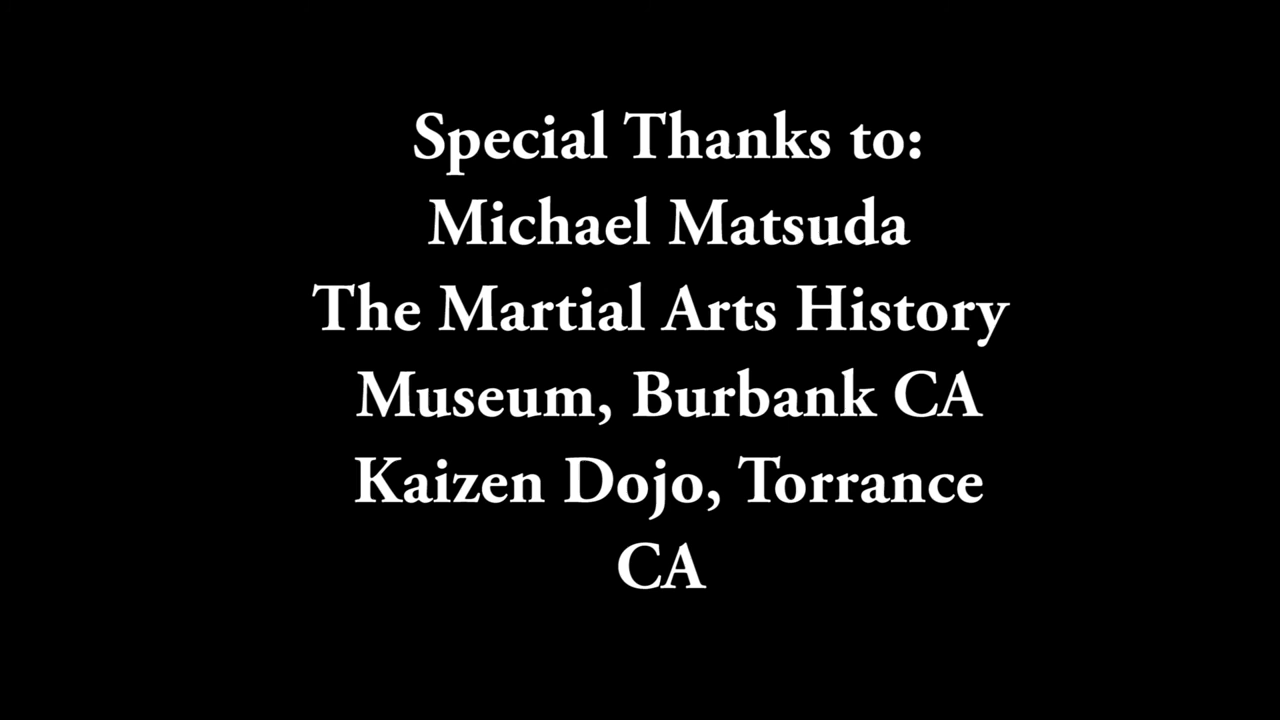 Special Thanks to:
Michael Matsuda
The Martial Arts History
Museum, Burbank CA
Kaizen Dojo, Torrance
CA